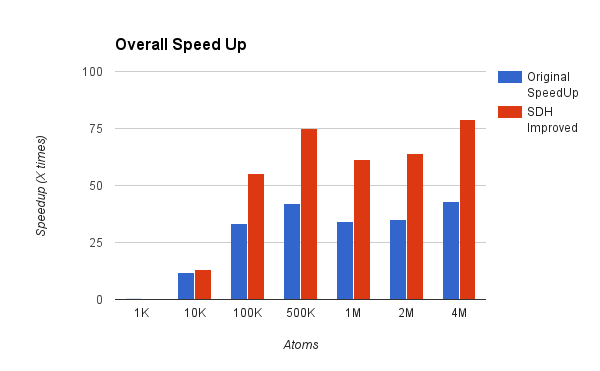 Overall Speed Up
100
75
50
25
0
Speedup (X times)
1K 10K 100K 500K 1M 2M 4M
Atoms
Original
SpeedUp
SDH
Improved